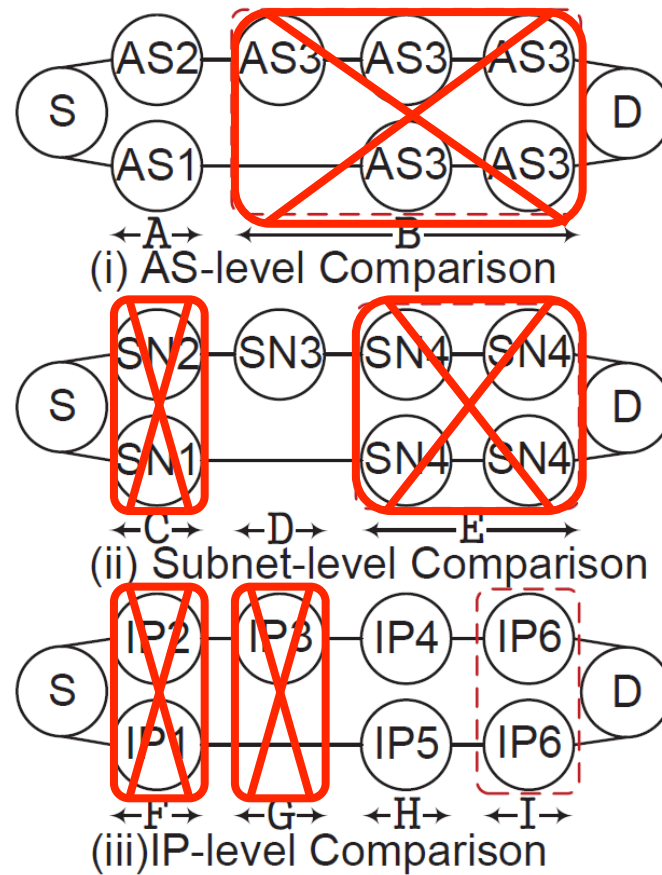 AS2 AS3 AS3 AS3
S D
AS1 AS3 AS3
A B
(i) AS-level Comparison
SN2 SN3 SN4 SN4
S D
SN1 SN4 SN4
C D E
(ii) Subnet-level Comparison
IP2 IP3 IP4 IP6
S D
IP1 IP5 IP6
F G H I
(iii)IP-level Comparison